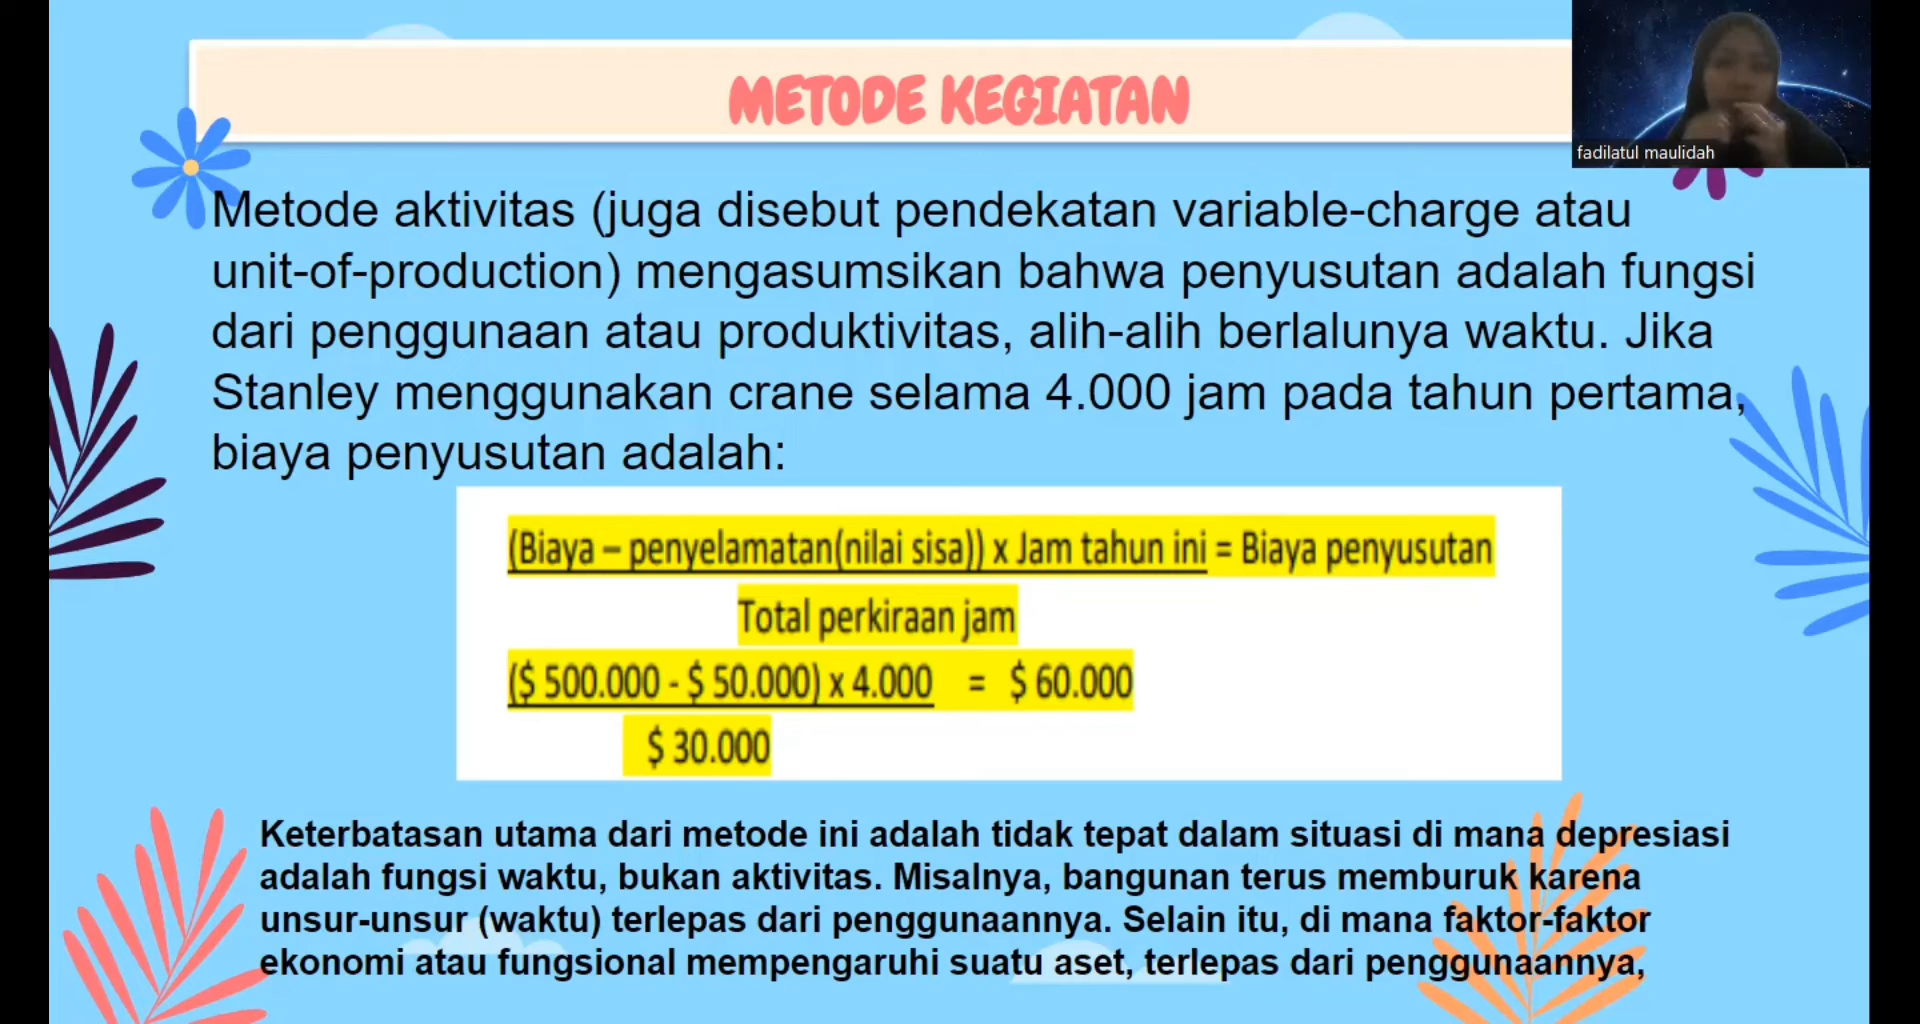 METODE KEGIATAN
fadilatul maulidah
Metode aktivitas (juga disebut pendekatan variable-charge atau
unit-of-production) mengasumsikan bahwa penyusutan adalah fungsi
dari penggunaan atau produktivitas, alih-alih berlalunya waktu. Jika
Stanley menggunakan crane selama 4.000 jam pada tahun pertama,
biaya penyusutan adalah:
(Biaya – penyelamatan(nilai sisa)) x Jam tahun ini = Biaya penyusutan
Total perkiraan jam
($ 500.000 - $ 50.000) x 4.000 = $ 60.000
$ 30.000
Keterbatasan utama dari metode ini adalah tidak tepat dalam situasi di mana depresiasi
adalah fungsi waktu, bukan aktivitas. Misalnya, bangunan terus memburuk karena
unsur-unsur (waktu) terlepas dari penggunaannya. Selain itu, di mana faktor-faktor
ekonomi atau fungsional mempengaruhi suatu aset, terlepas dari penggunaannya,